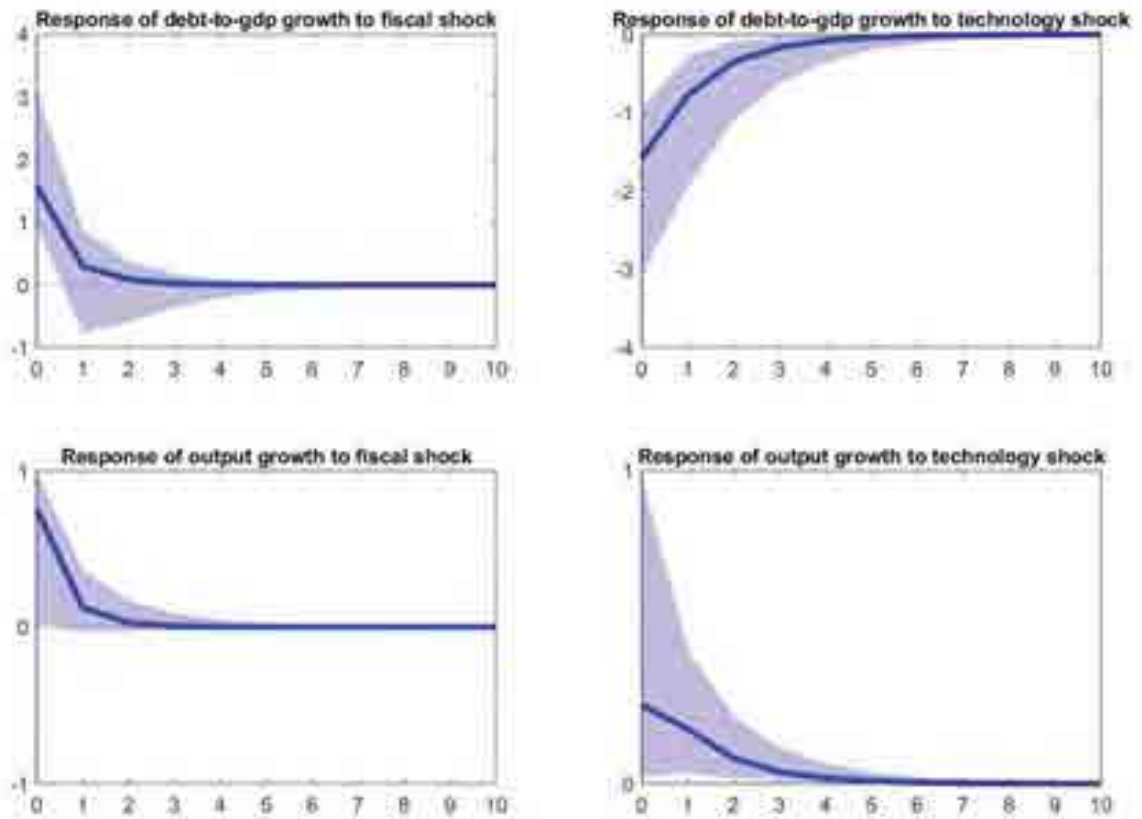 Response of debt-to-gdp growth to fiscal shock
4
3
2
1
0
-1
0 1 2 3 4 5 6 7 8 9 10
Response of debt-to-gdp growth to technology shock
0
-1
-2
-3
-4
0 1 2 3 4 5 6 7 8 9 10
Response of output growth to fiscal shock
1
0
-1
0 1 2 3 4 5 6 7 8 9 10
Response of output growth to technology shock
1
0
0 1 2 3 4 5 6 7 8 9 10